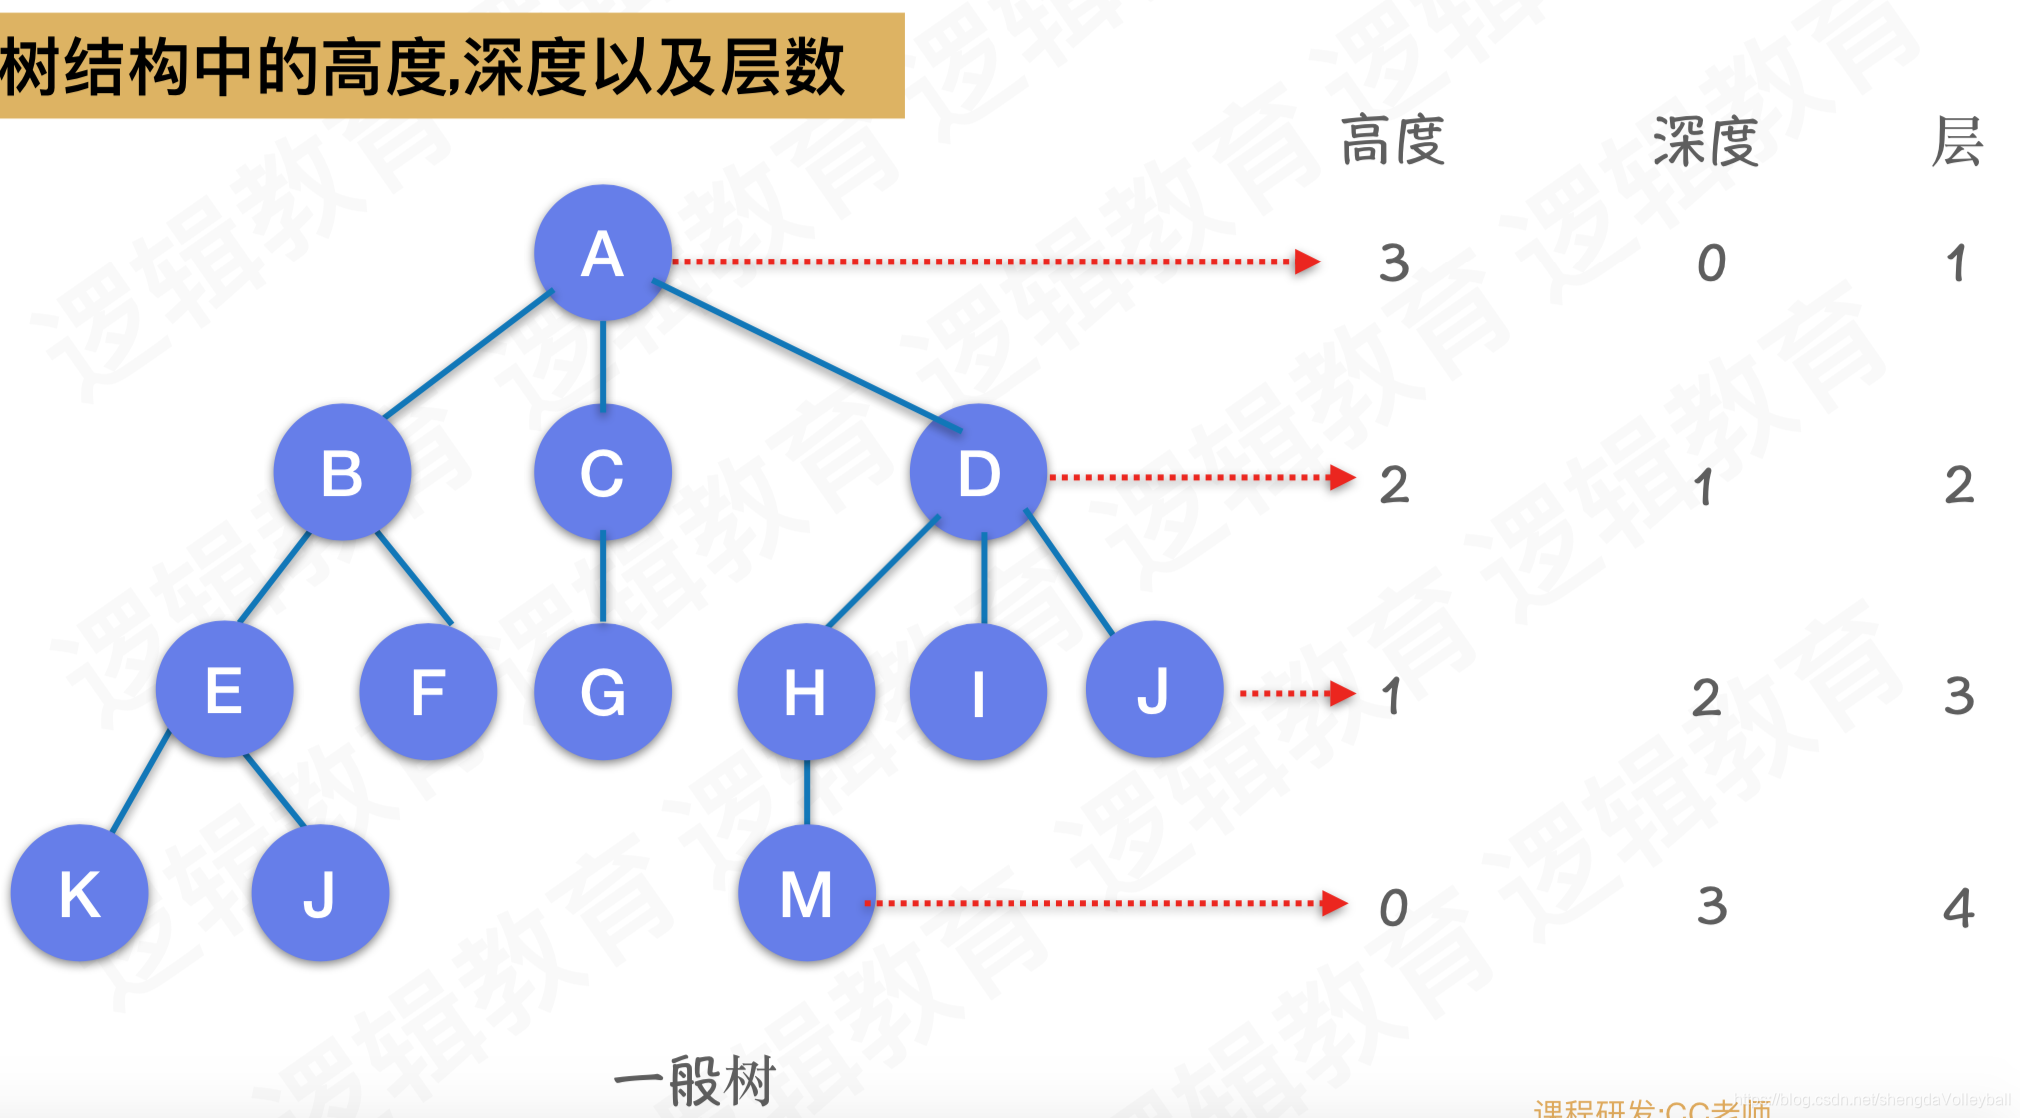 树结构中的高度,深度以及层数
高度 深度 层
A 3 0 1
B C D 2 1 2
E F G H I J 1 2 3
K J M 0 3 4
一般树
课程研发:CC老师
https://blog.csdn.net/shengdaVolleyball
逻辑教育